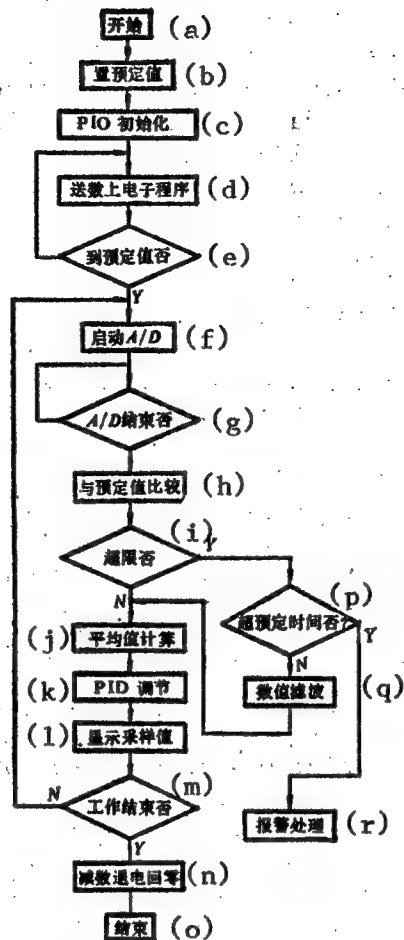 开始 (a)
置预定值 (b)
PIO 初始化 (c)
送数上电子程序 (d)
到预定值否 (e)
Y
启动A/D (f)
A/D结束否 (g)
与预定值比较 (h)
超限否 (i)
Y
N
超预定时间否? (p)
Y
N
(j) 平均值计算
(k) PID 调节
数值滤波 (q)
(l) 显示采样值
工作结束否 (m)
N
Y
报警处理 (r)
减数退电回零 (n)
结束 (o)